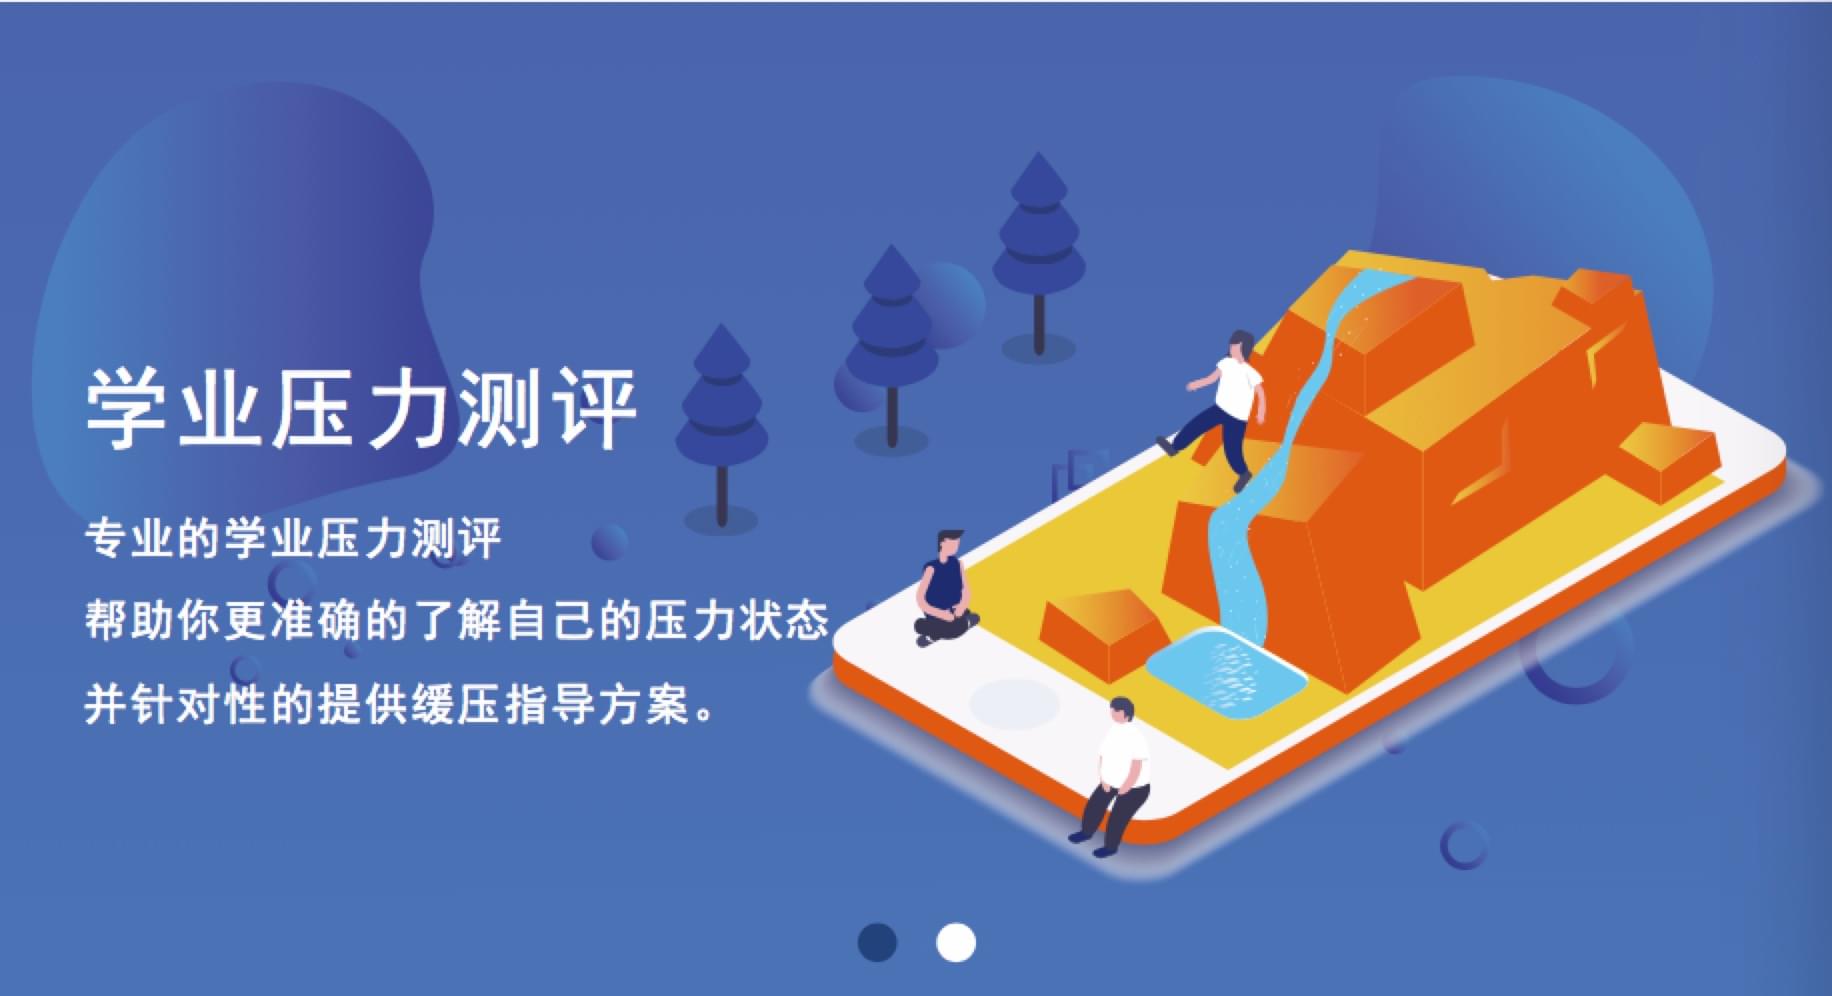 学业压力测评
专业的学业压力测评
帮助你更准确的了解自己的压力状态
并针对性的提供缓压指导方案。